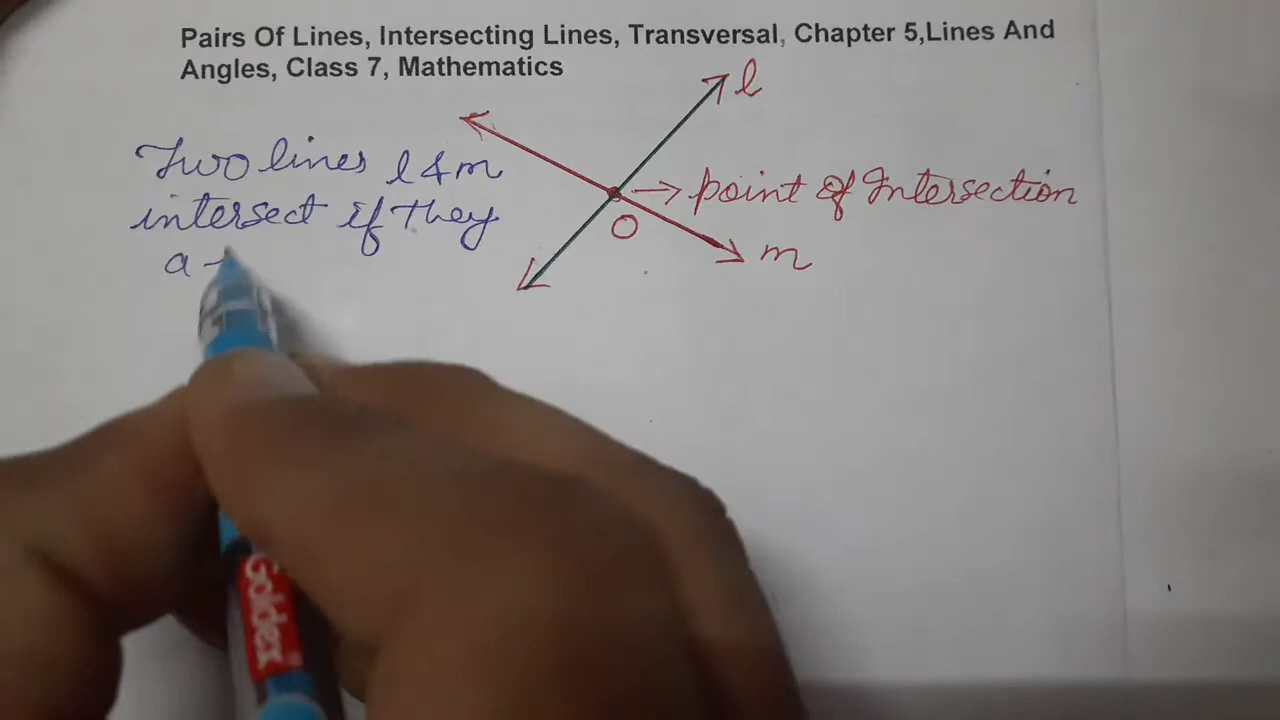 Pairs Of Lines, Intersecting Lines, Transversal, Chapter 5,Lines And
Angles, Class 7, Mathematics
l
Two lines l & m
intersect if they
a
point of Intersection
O
m
Goldex